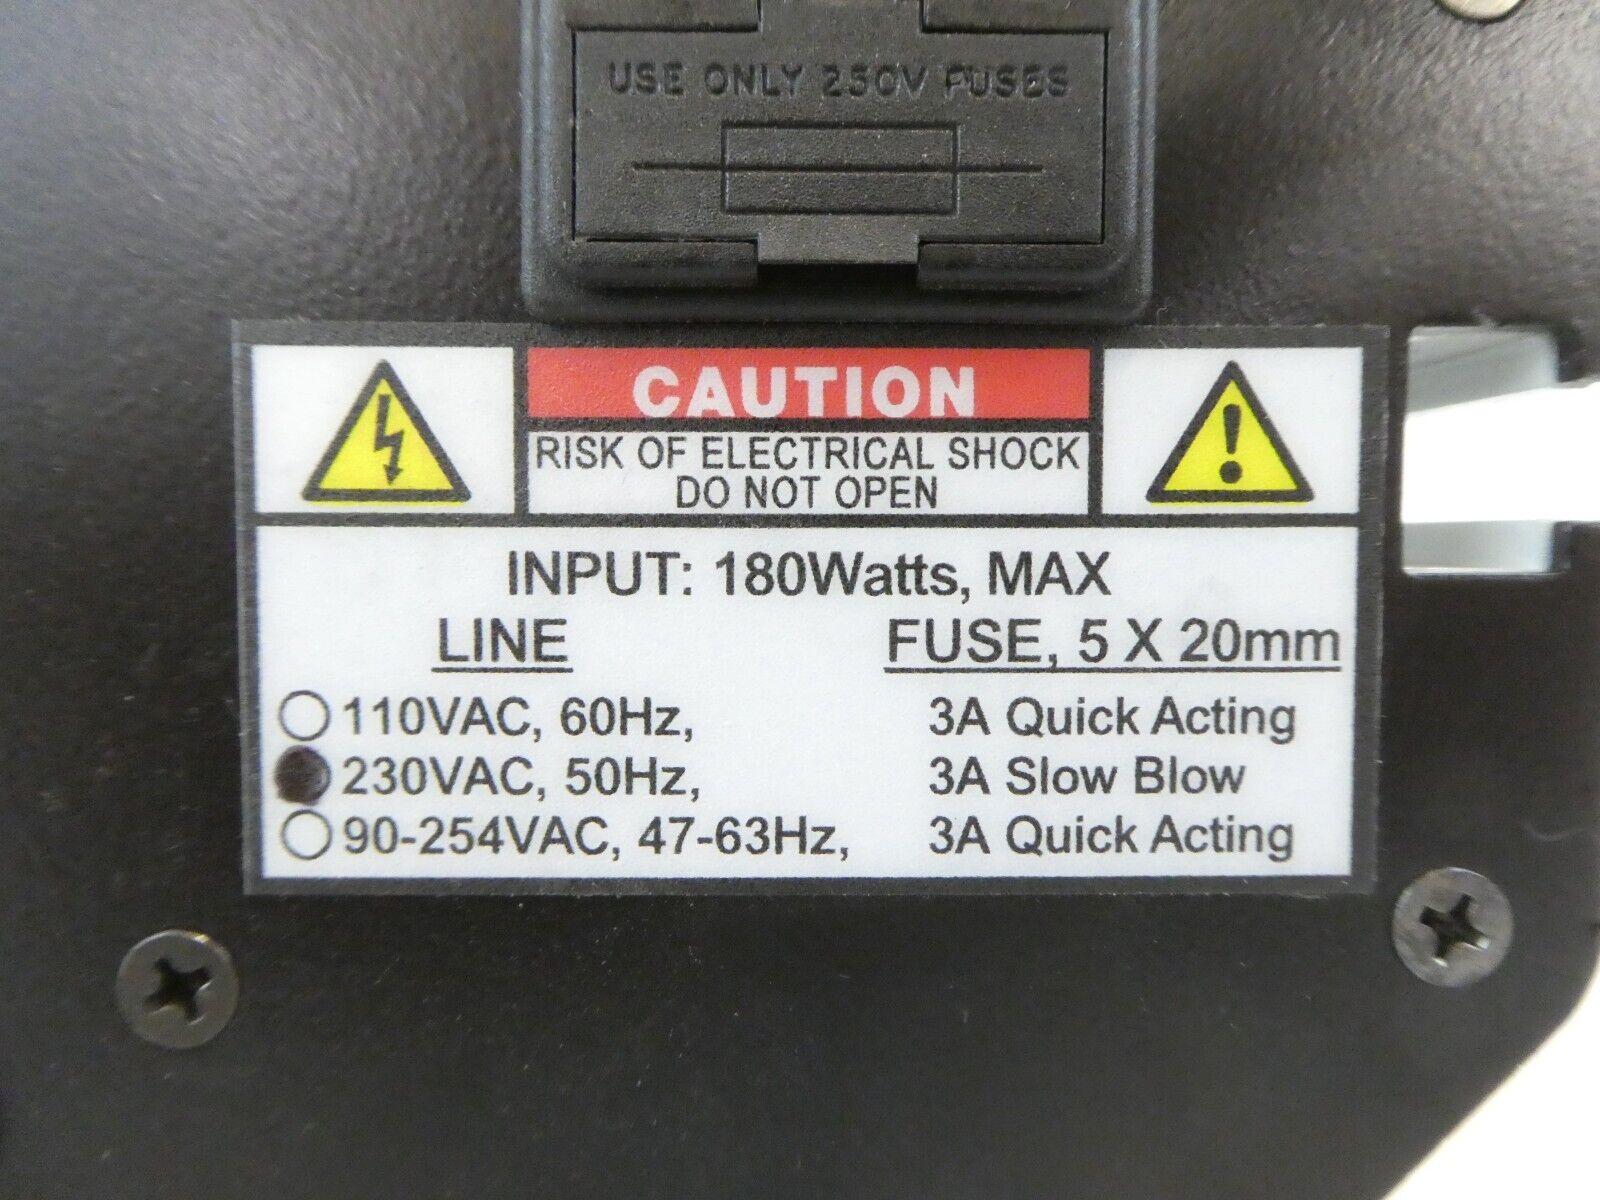 USE ONLY 250V FUSES
CAUTION
RISK OF ELECTRICAL SHOCK
DO NOT OPEN
INPUT: 180Watts, MAX
LINE FUSE, 5 X 20mm
110VAC, 60Hz, 3A Quick Acting
230VAC, 50Hz, 3A Slow Blow
90-254VAC, 47-63Hz, 3A Quick Acting